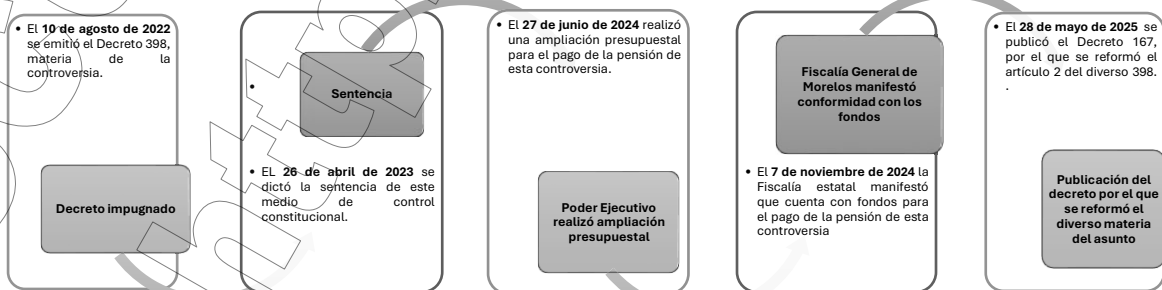 • El 10 de agosto de 2022
se emitió el Decreto 398,
materia de la
controversia.
Decreto impugnado
•
Sentencia
• EL 26 de abril de 2023 se
dictó la sentencia de este
medio de control
constitucional.
• El 27 de junio de 2024 realizó
una ampliación presupuestal
para el pago de la pensión de
esta controversia.
Poder Ejecutivo
realizó ampliación
presupuestal
Fiscalía General de
Morelos manifestó
conformidad con los
fondos
• El 7 de noviembre de 2024 la
Fiscalía estatal manifestó
que cuenta con fondos para
el pago de la pensión de esta
controversia
• El 28 de mayo de 2025 se
publicó el Decreto 167,
por el que se reformó el
artículo 2 del diverso 398.
.
Publicación del
decreto por el que
se reformó el
diverso materia
del asunto